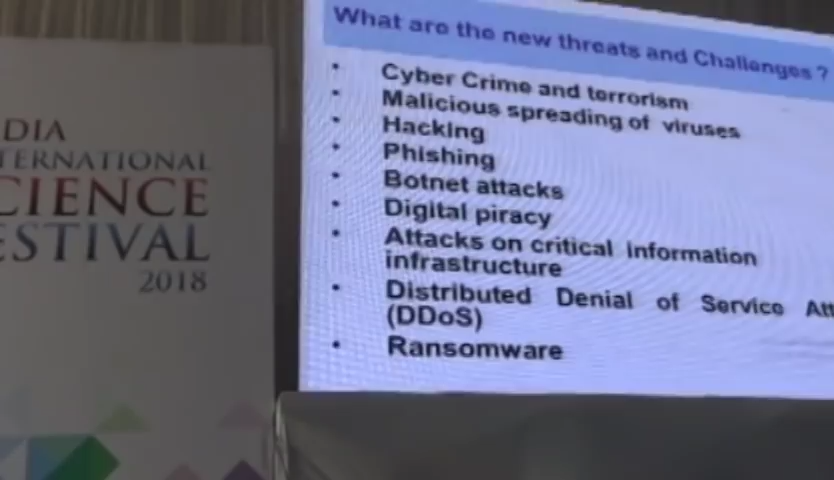 DIA
TERNATIONAL
CIENCE
ESTIVAL
2018
What are the new threats and Challenges ?
• Cyber Crime and terrorism
• Malicious spreading of viruses
• Hacking
• Phishing
• Botnet attacks
• Digital piracy
• Attacks on critical information
infrastructure
• Distributed Denial of Service Att
(DDoS)
• Ransomware